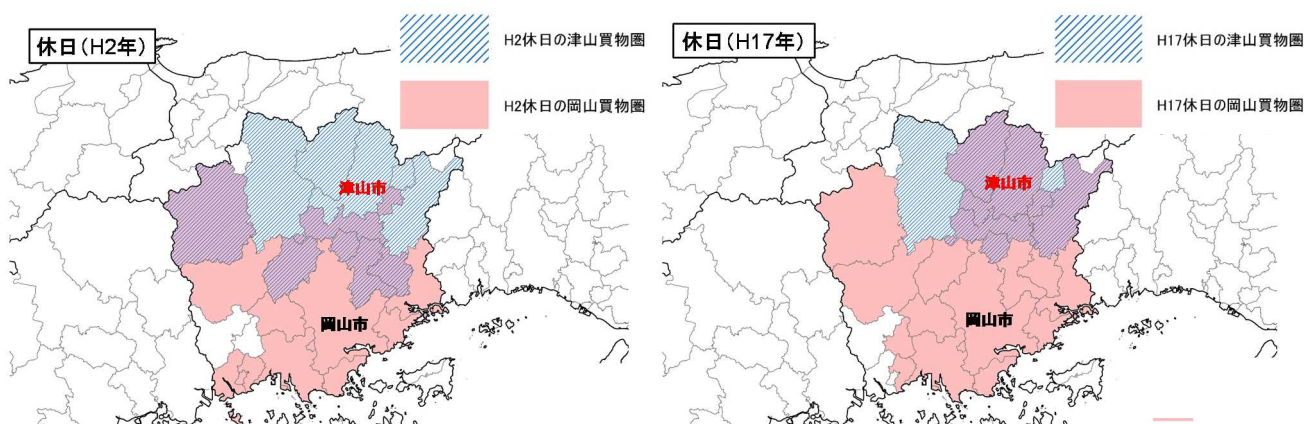 休日(H2年)
H2休日の津山買物圏
H2休日の岡山買物圏
津山市
岡山市
休日(H17年)
H17休日の津山買物圏
H17休日の岡山買物圏
津山市
岡山市